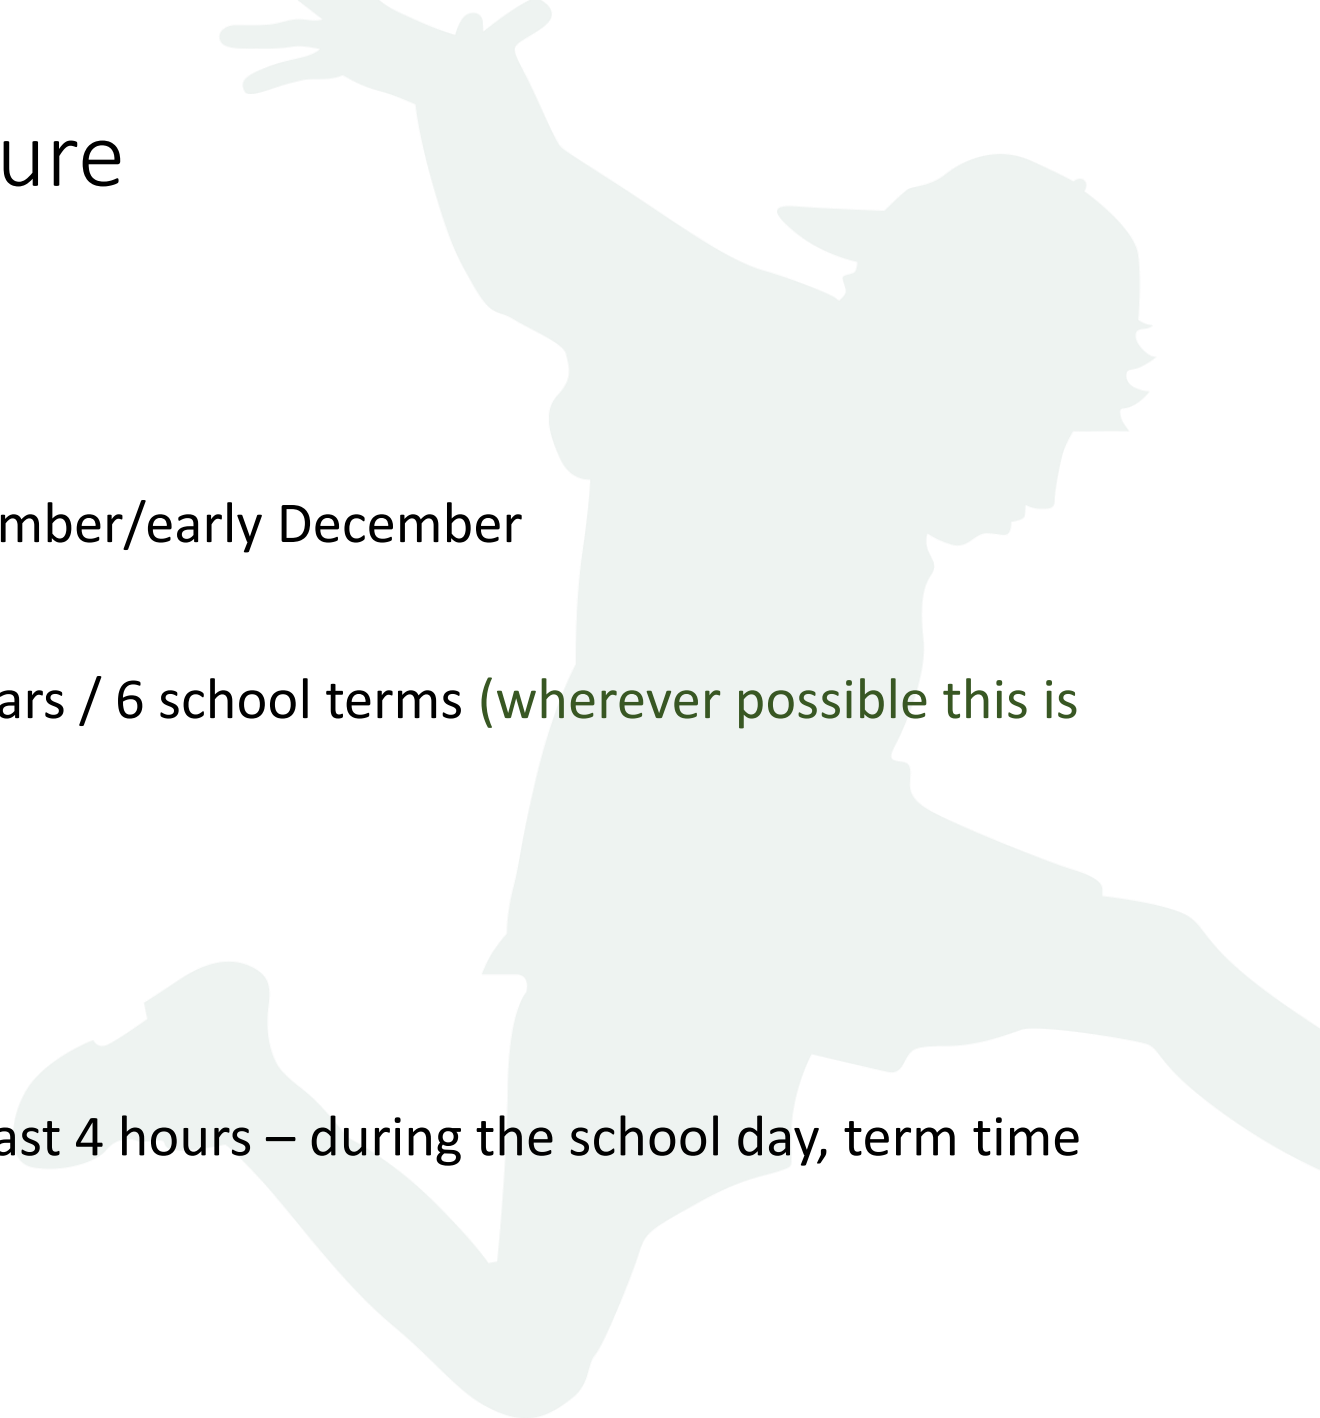 ure
mber/early December
ars / 6 school terms (wherever possible this is
ast 4 hours – during the school day, term time